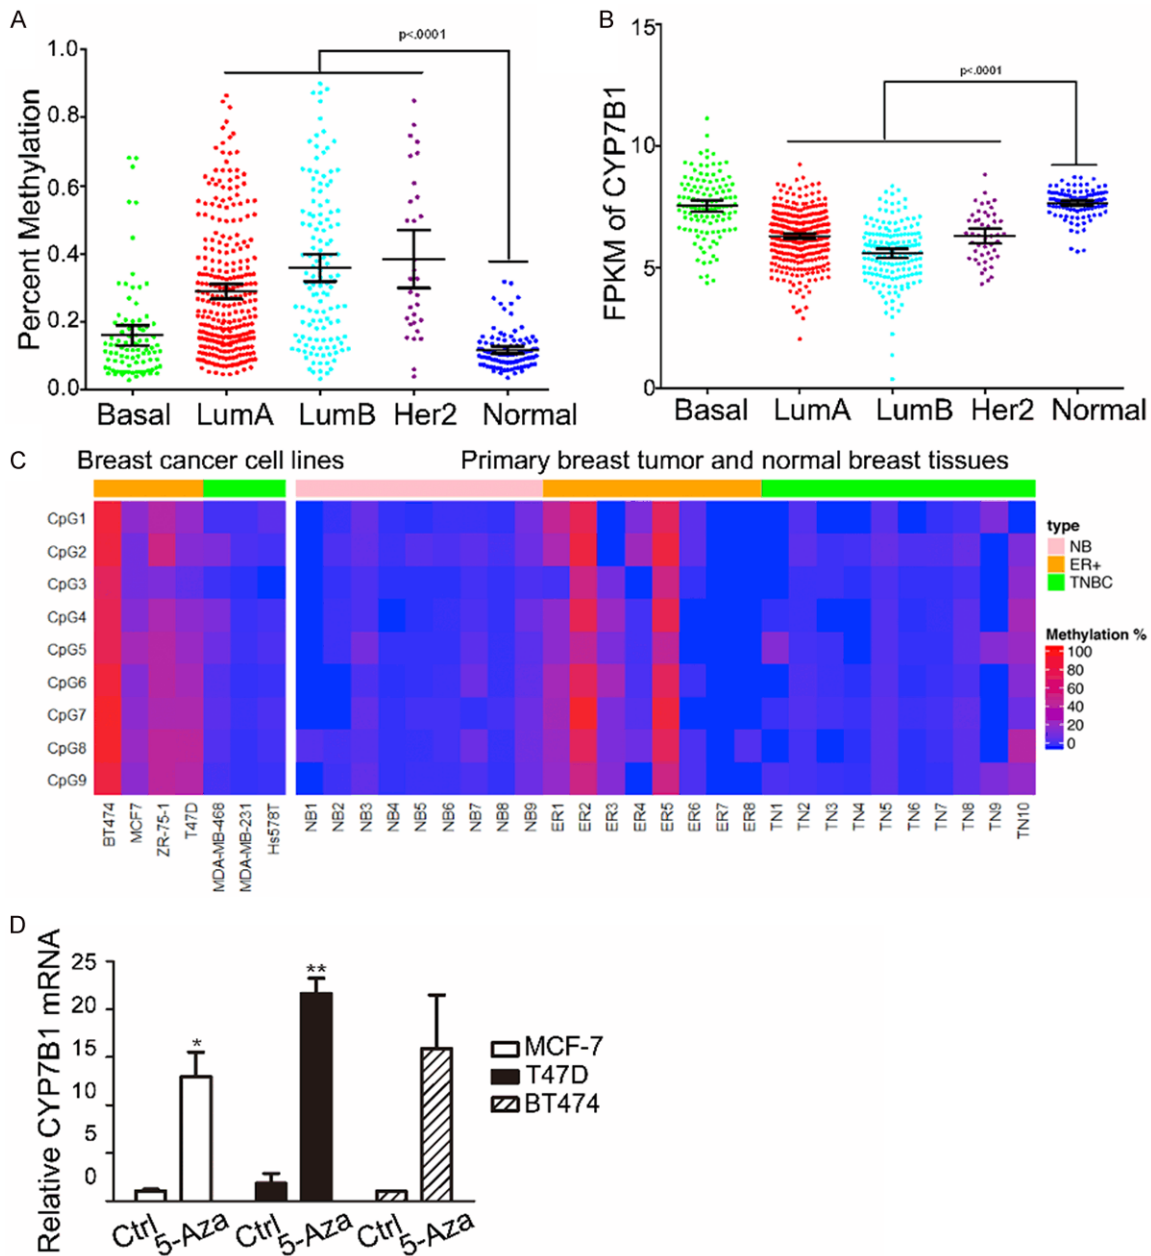 A
Percent Methylation
1.0
0.8
0.6
0.4
0.2
0.0
p<.0001
Basal LumA LumB Her2 Normal
B
FPKM of CYP7B1
15
10
5
0
p<.0001
Basal LumA LumB Her2 Normal
C
Breast cancer cell lines
Primary breast tumor and normal breast tissues
CpG1
CpG2
CpG3
CpG4
CpG5
CpG6
CpG7
CpG8
CpG9
BT474 MCF7 ZR-75-1 T47D MDA-MB-468 MDA-MB-231 Hs578T
NB1 NB2 NB3 NB4 NB5 NB6 NB7 NB8 NB9 ER1 ER2 ER3 ER4 ER5 ER6 ER7 ER8 TN1 TN2 TN3 TN4 TN5 TN6 TN7 TN8 TN9 TN10
type
NB
ER+
TNBC
Methylation %
100
80
60
40
20
0
D
Relative CYP7B1 mRNA
25
20
15
10
5
0
*
**
Ctrl 5-Aza Ctrl 5-Aza Ctrl 5-Aza
MCF-7
T47D
BT474